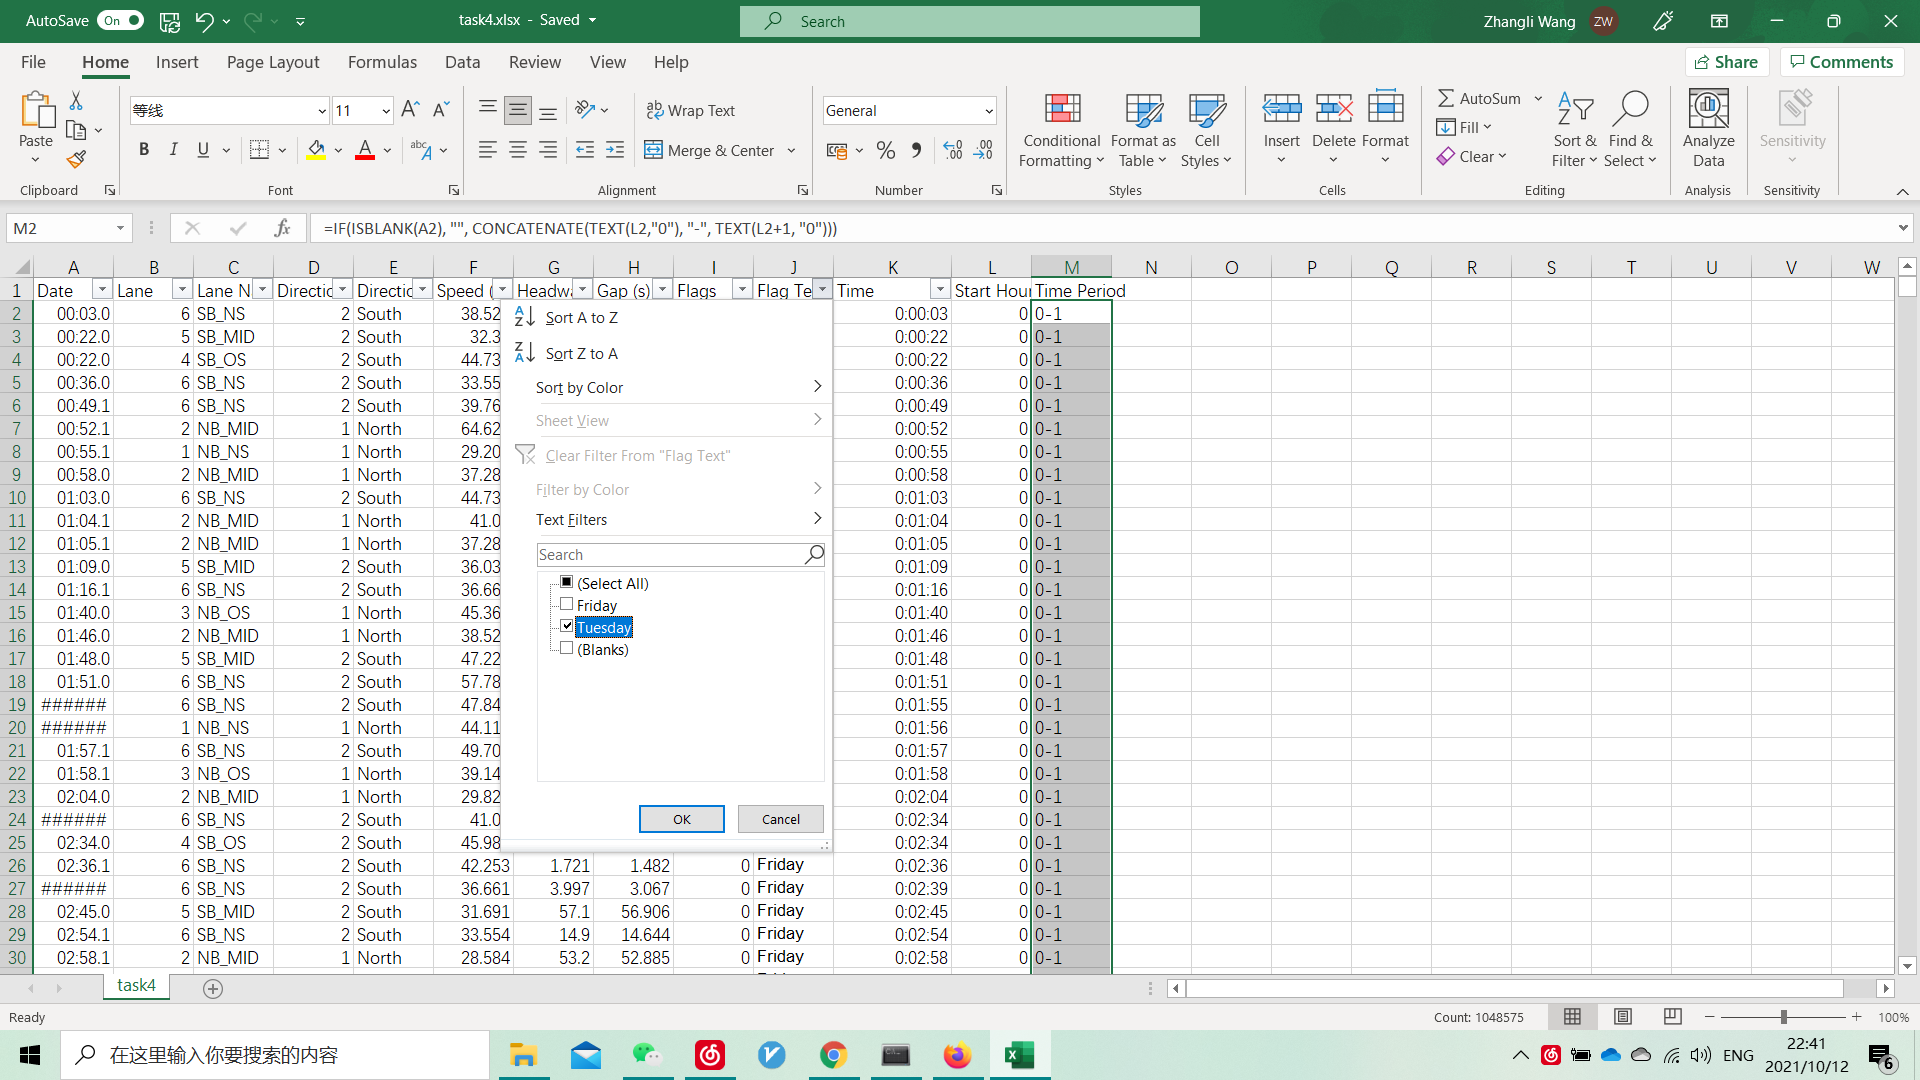 AutoSave On task4.xlsx - Saved Search Zhangli Wang ZW
File Home Insert Page Layout Formulas Data Review View Help Share Comments
等线 11 Wrap Text General AutoSum
Paste Conditional Format as Cell Insert Delete Format Fill Sort & Find & Analyze Sensitivity
B I U abc A Merge & Center % Formatting Table Styles Clear Filter Select Data
Clipboard Font Alignment Number Styles Cells Editing Analysis Sensitivity
M2 fx =IF(ISBLANK(A2), "", CONCATENATE(TEXT(L2,"0"), "-", TEXT(L2+1, "0")))
A B C D E F G H I J K L M N O P Q R S T U V W
1 Date Lane Lane N Directic Directic Speed ( Headwa Gap (s) Flags Flag Te Time Start Hour Time Period
2 00:03.0 6 SB_NS 2 South 38.52 0:00:03 0 0-1
3 00:22.0 5 SB_MID 2 South 32.3 0:00:22 0 0-1
4 00:22.0 4 SB_OS 2 South 44.73 0:00:22 0 0-1
5 00:36.0 6 SB_NS 2 South 33.55 0:00:36 0 0-1
6 00:49.1 6 SB_NS 2 South 39.76 0:00:49 0 0-1
7 00:52.1 2 NB_MID 1 North 64.62 0:00:52 0 0-1
8 00:55.1 1 NB_NS 1 North 29.20 0:00:55 0 0-1
9 00:58.0 2 NB_MID 1 North 37.28 0:00:58 0 0-1
10 01:03.0 6 SB_NS 2 South 44.73 0:01:03 0 0-1
11 01:04.1 2 NB_MID 1 North 41.0 0:01:04 0 0-1
12 01:05.1 2 NB_MID 1 North 37.28 0:01:05 0 0-1
13 01:09.0 5 SB_MID 2 South 36.03 0:01:09 0 0-1
14 01:16.1 6 SB_NS 2 South 36.66 0:01:16 0 0-1
15 01:40.0 3 NB_OS 1 North 45.36 0:01:40 0 0-1
16 01:46.0 2 NB_MID 1 North 38.52 0:01:46 0 0-1
17 01:48.0 5 SB_MID 2 South 47.22 0:01:48 0 0-1
18 01:51.0 6 SB_NS 2 South 57.78 0:01:51 0 0-1
19 ###### 6 SB_NS 2 South 47.84 0:01:55 0 0-1
20 ###### 1 NB_NS 1 North 44.11 0:01:56 0 0-1
21 01:57.1 6 SB_NS 2 South 49.70 0:01:57 0 0-1
22 01:58.1 3 NB_OS 1 North 39.14 0:01:58 0 0-1
23 02:04.0 2 NB_MID 1 North 29.82 0:02:04 0 0-1
24 ###### 6 SB_NS 2 South 41.0 0:02:34 0 0-1
25 02:34.0 4 SB_OS 2 South 45.98 0:02:34 0 0-1
26 02:36.1 6 SB_NS 2 South 42.253 1.721 1.482 0 Friday 0:02:36 0 0-1
27 ###### 6 SB_NS 2 South 36.661 3.997 3.067 0 Friday 0:02:39 0 0-1
28 02:45.0 5 SB_MID 2 South 31.691 57.1 56.906 0 Friday 0:02:45 0 0-1
29 02:54.1 6 SB_NS 2 South 33.554 14.9 14.644 0 Friday 0:02:54 0 0-1
30 02:58.1 2 NB_MID 1 North 28.584 53.2 52.885 0 Friday 0:02:58 0 0-1
Sort A to Z
Sort Z to A
Sort by Color
Sheet View
Clear Filter From "Flag Text"
Filter by Color
Text Filters
Search
(Select All)
Friday
Tuesday
(Blanks)
OK Cancel
task4
Ready Count: 1048575 100%
在这里输入你要搜索的内容 ENG 22:41
2021/10/12 6